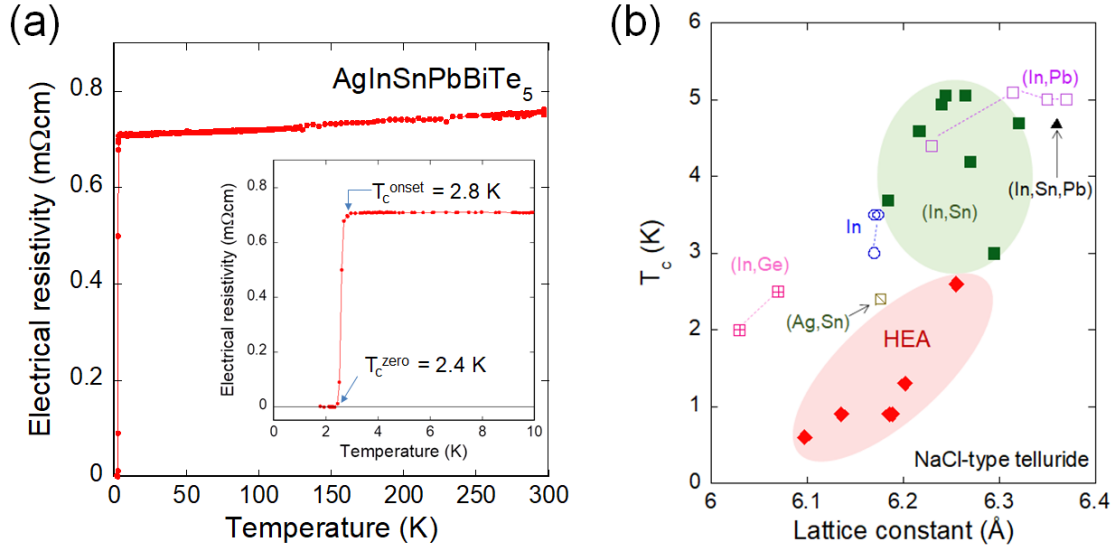 (a)
AgInSnPbBiTe5
Electrical resistivity (mΩcm)
0.8
0.6
0.4
0.2
0
0 50 100 150 200 250 300
Temperature (K)
Electrical resistivity (mΩcm)
0.8
0.6
0.4
0.2
0
0 2 4 6 8 10
Temperature (K)
Tc onset = 2.8 K
Tc zero = 2.4 K
(b)
Tc (K)
6
5
4
3
2
1
0
6 6.1 6.2 6.3 6.4
Lattice constant (Å)
(In,Pb)
(In,Sn,Pb)
(In,Sn)
In
(In,Ge)
(Ag,Sn)
HEA
NaCl-type telluride